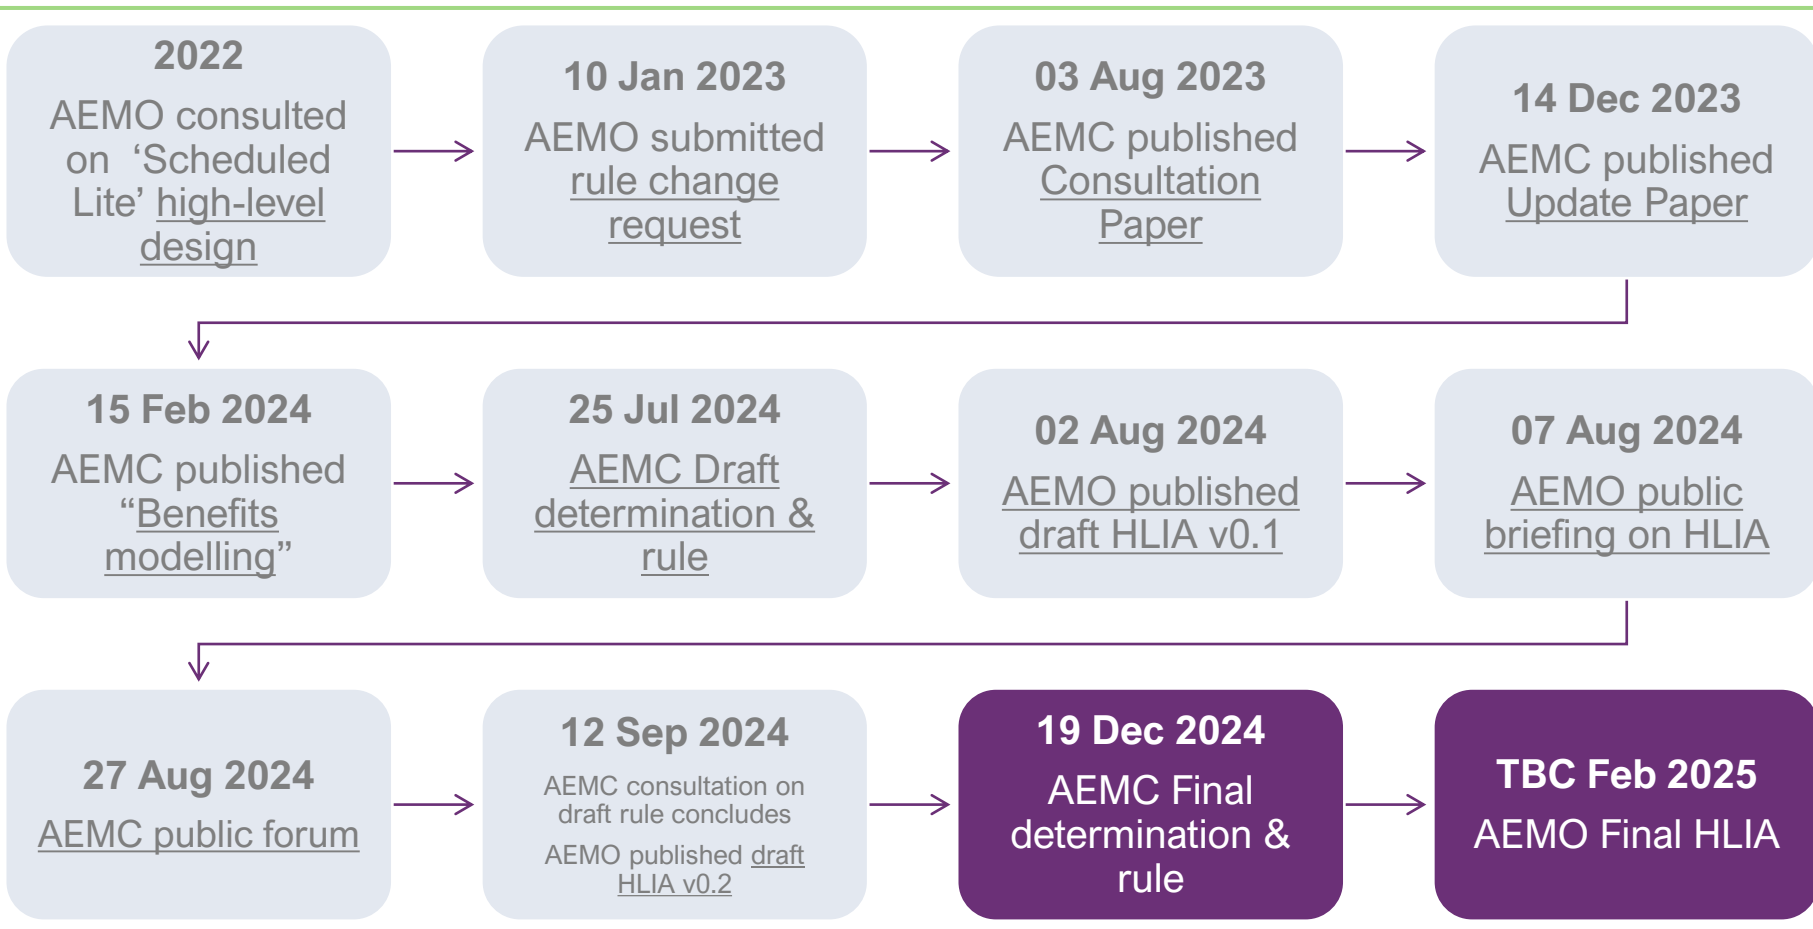 2022
AEMO consulted
on ‘Scheduled
Lite’ high-level
design
10 Jan 2023
AEMO submitted
rule change
request
03 Aug 2023
AEMC published
Consultation
Paper
14 Dec 2023
AEMC published
Update Paper
15 Feb 2024
AEMC published
“Benefits
modelling”
25 Jul 2024
AEMC Draft
determination &
rule
02 Aug 2024
AEMO published
draft HLIA v0.1
07 Aug 2024
AEMO public
briefing on HLIA
27 Aug 2024
AEMC public forum
12 Sep 2024
AEMC consultation on
draft rule concludes
AEMO published draft
HLIA v0.2
19 Dec 2024
AEMC Final
determination &
rule
TBC Feb 2025
AEMO Final HLIA